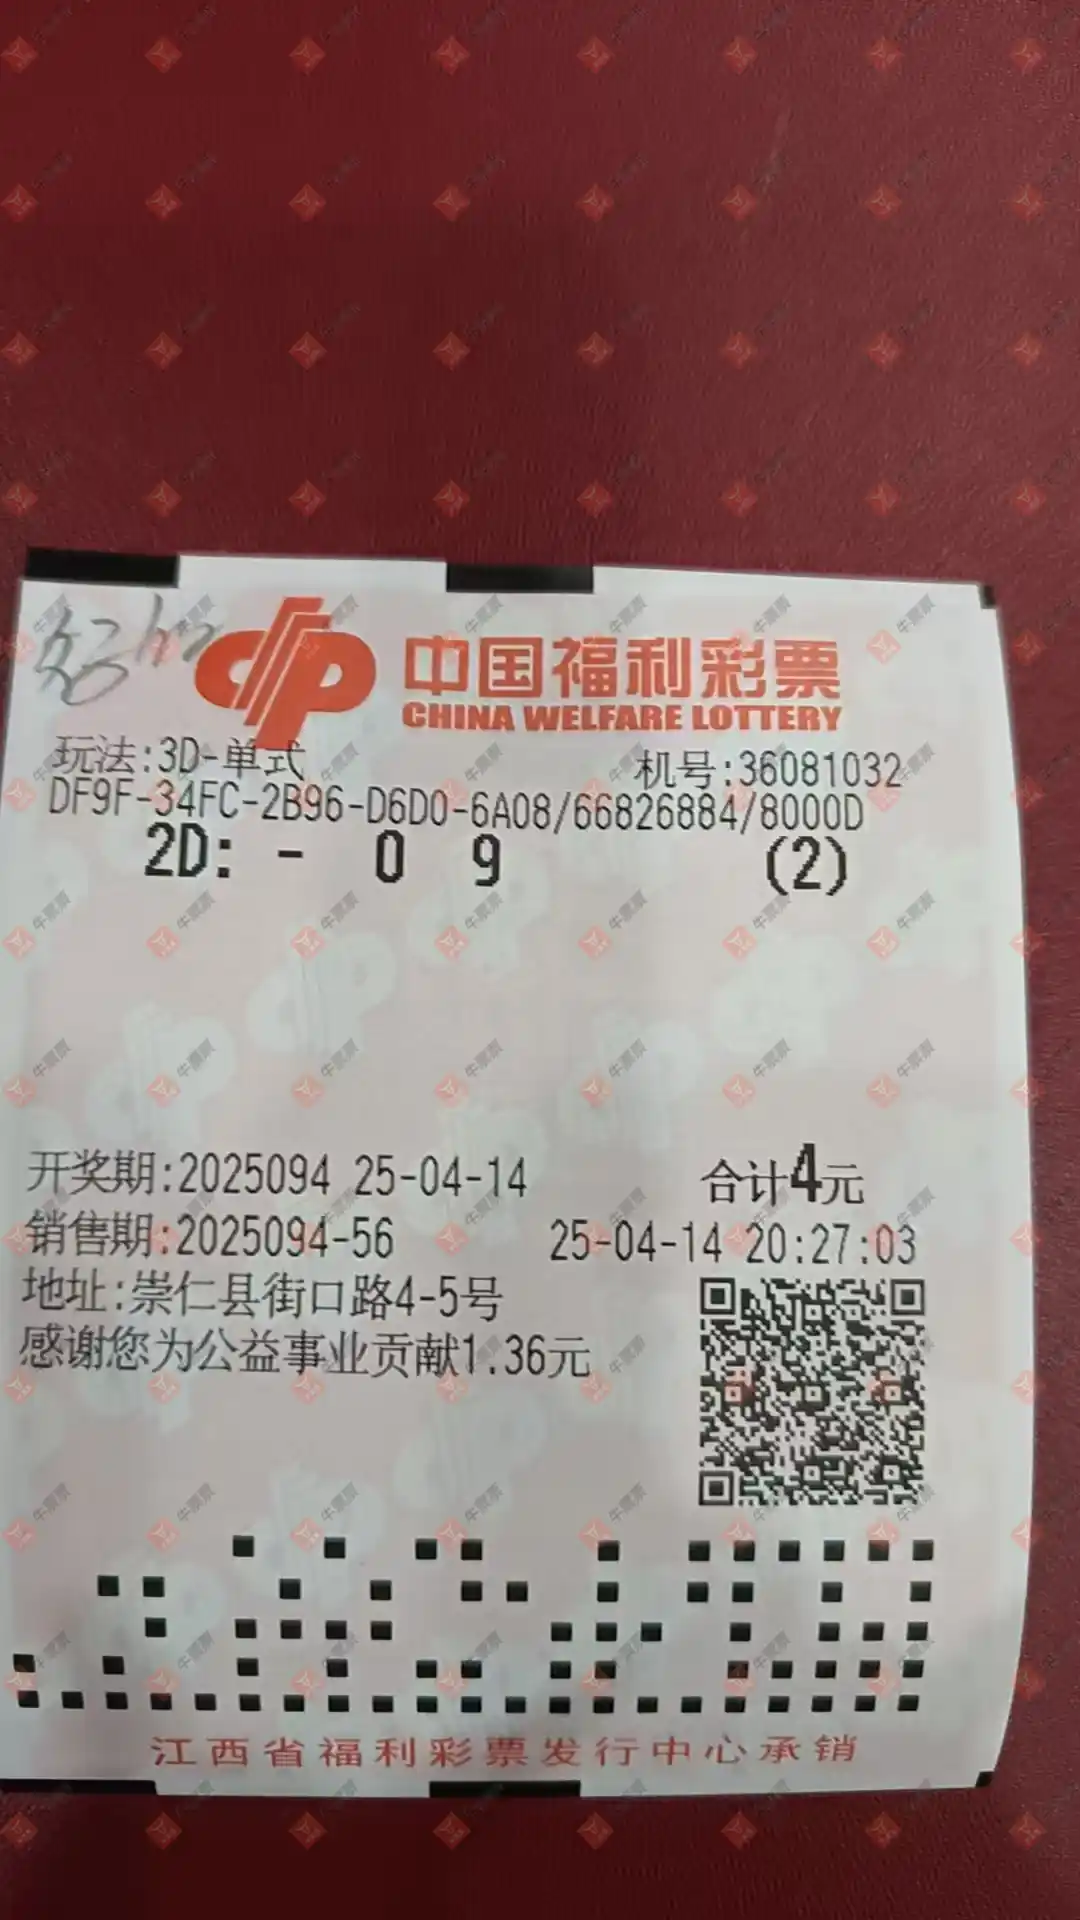 中国福利彩票
CHINA WELFARE LOTTERY
玩法:3D-单式 机号:36081032
DF9F-34FC-2B96-D6D0-6A08/66826884/8000D
2D: - 0 9 (2)
开奖期:2025094 25-04-14 合计4元
销售期:2025094-56 25-04-14 20:27:03
地址:崇仁县街口路4-5号
感谢您为公益事业贡献1.36元
江西省福利彩票发行中心承销
牛票票